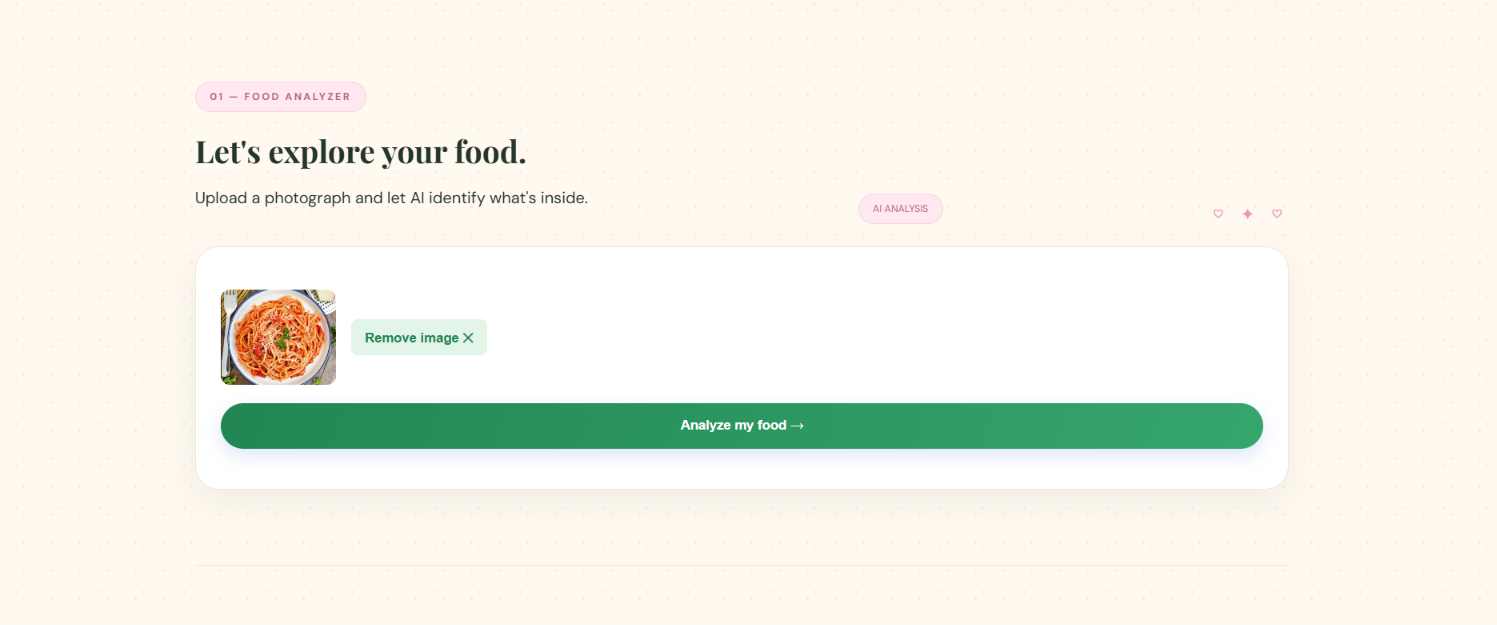 01 — FOOD ANALYZER
Let's explore your food.
Upload a photograph and let AI identify what's inside.
AI ANALYSIS
Remove image ✕
Analyze my food →